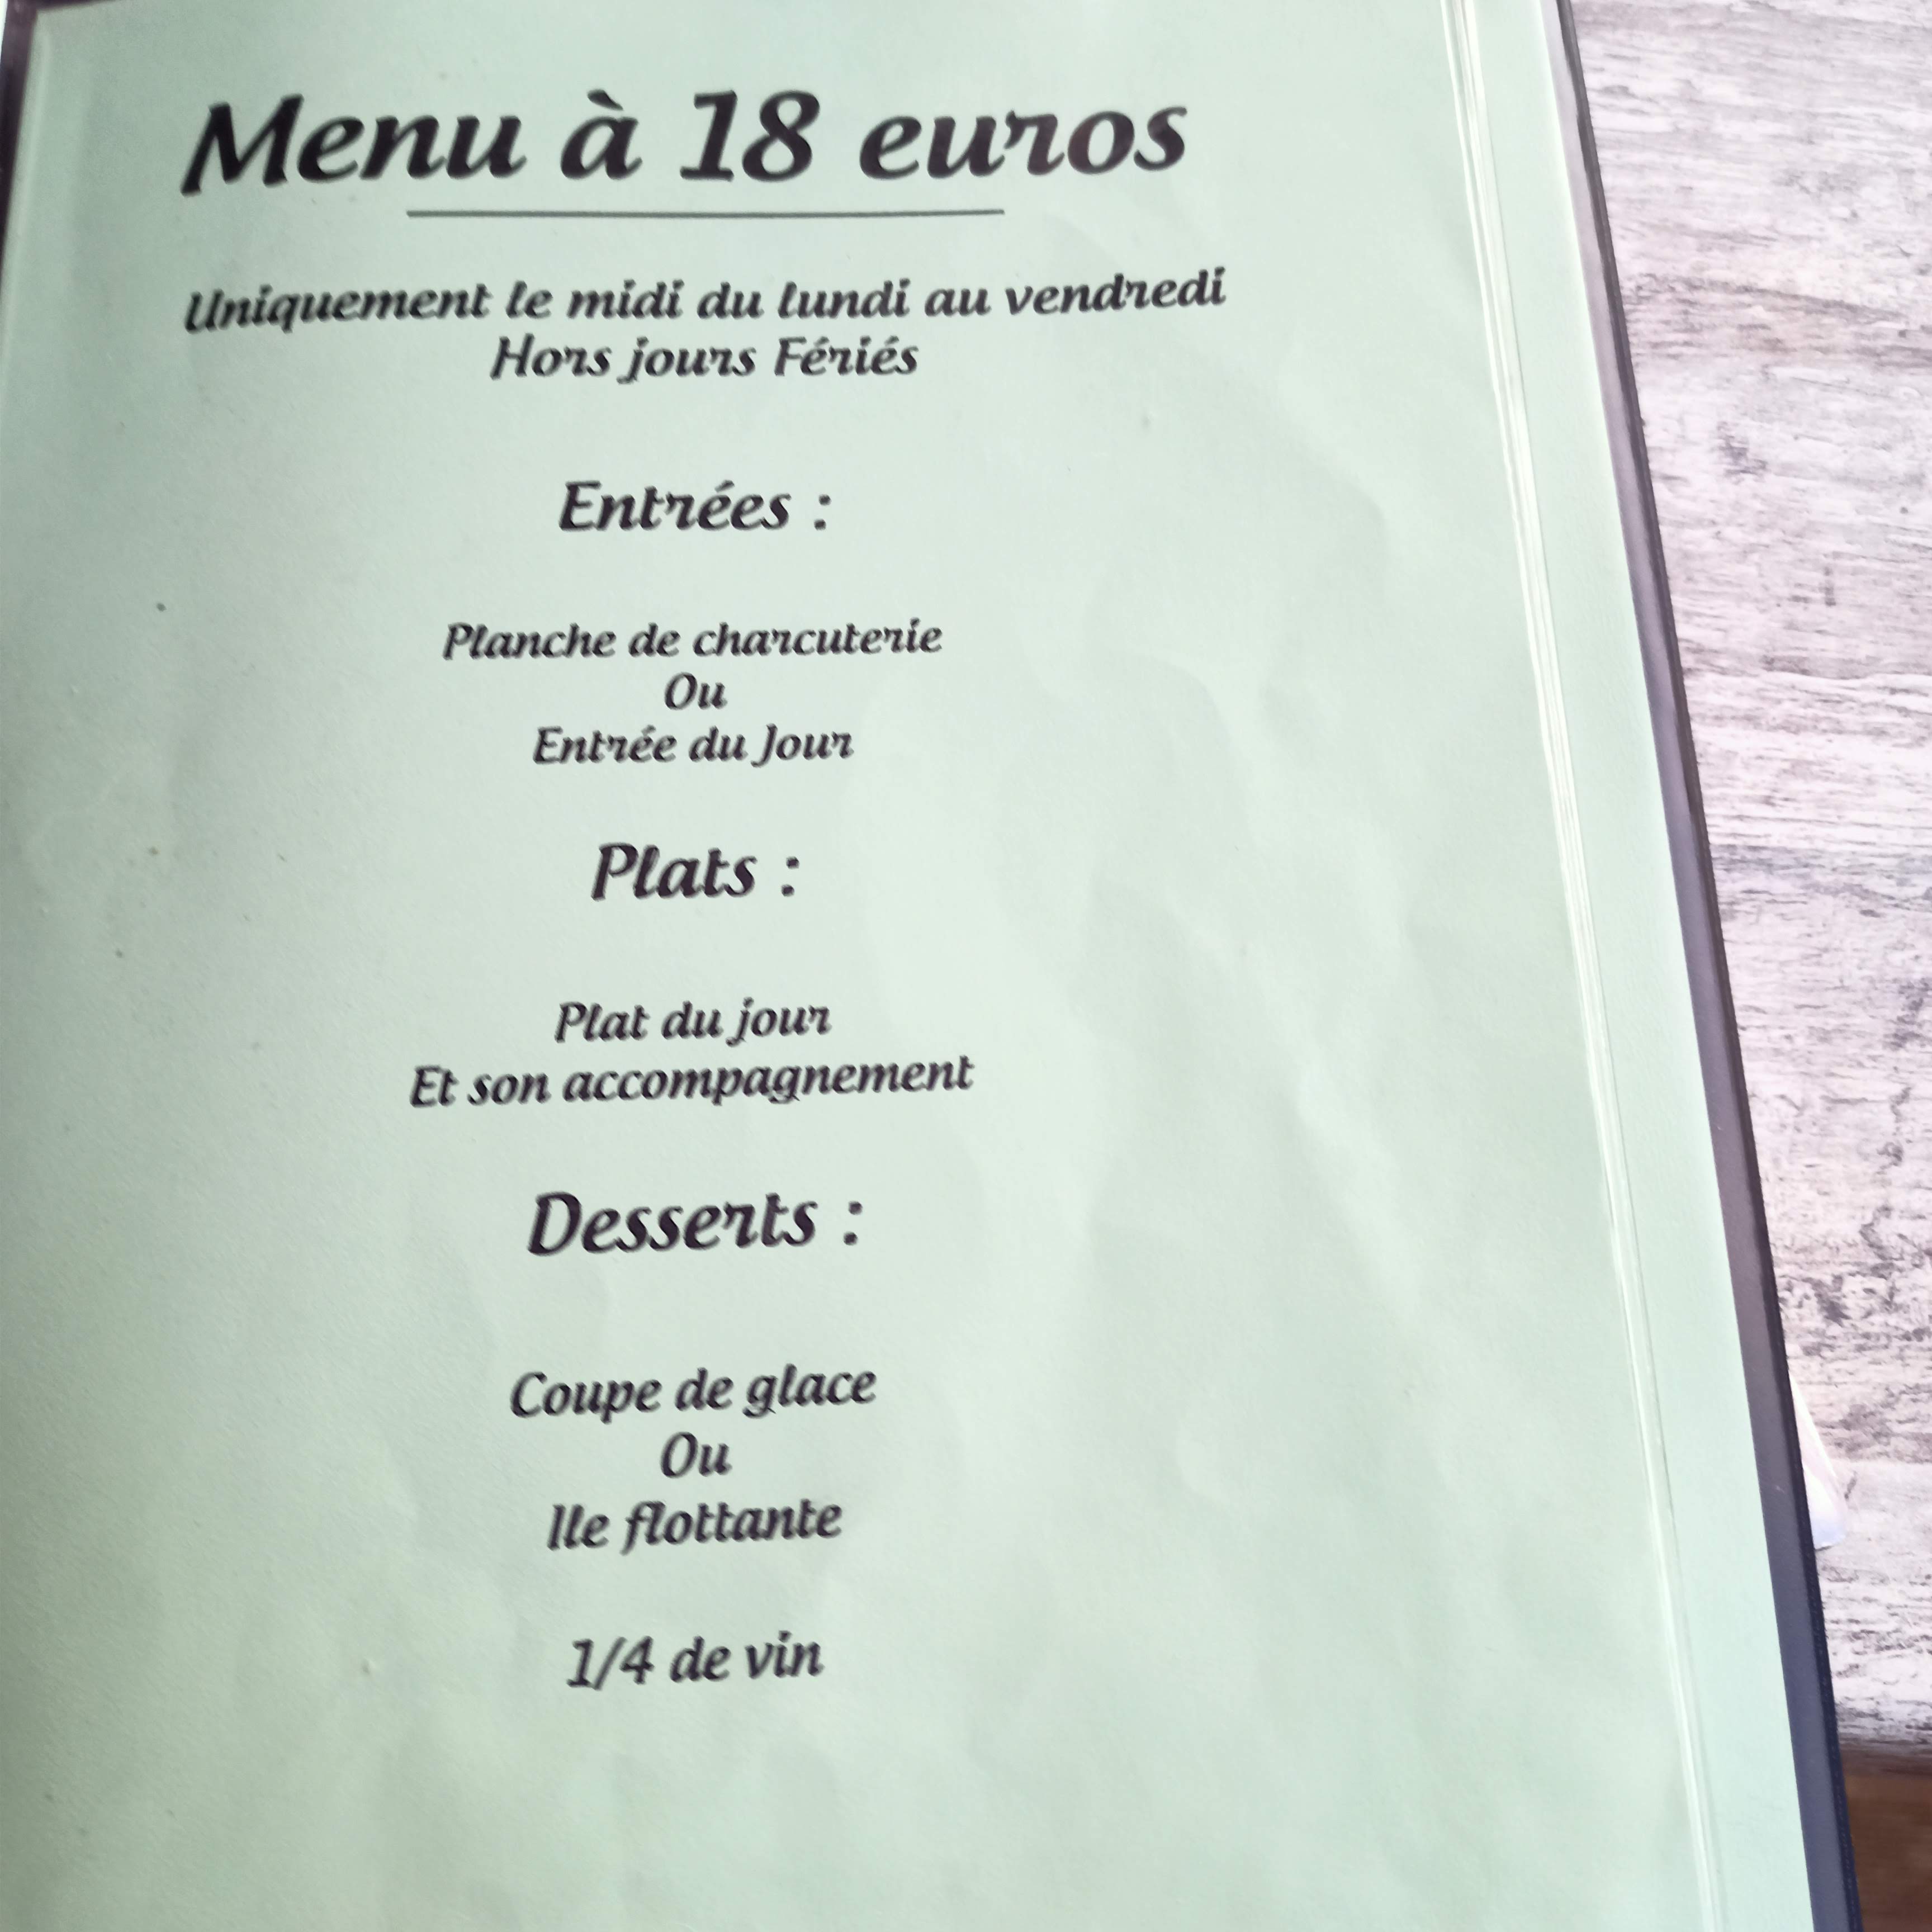 Menu à 18 euros
Uniquement le midi du lundi au vendredi
Hors jours Fériés
Entrées :
Planche de charcuterie
Ou
Entrée du Jour
Plats :
Plat du jour
Et son accompagnement
Desserts :
Coupe de glace
Ou
Ile flottante
1/4 de vin